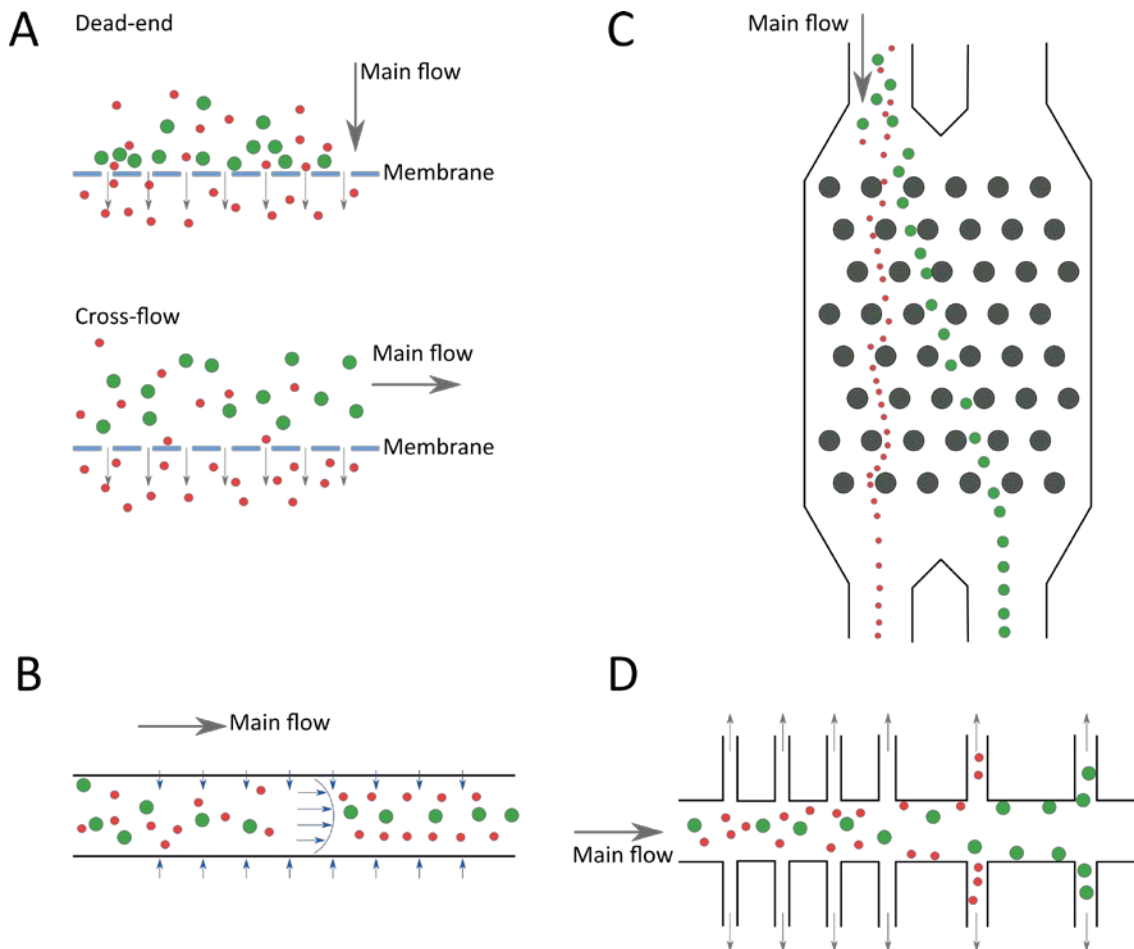 A
Dead-end
Main flow
Membrane
Cross-flow
Main flow
Membrane
B
Main flow
C
Main flow
D
Main flow